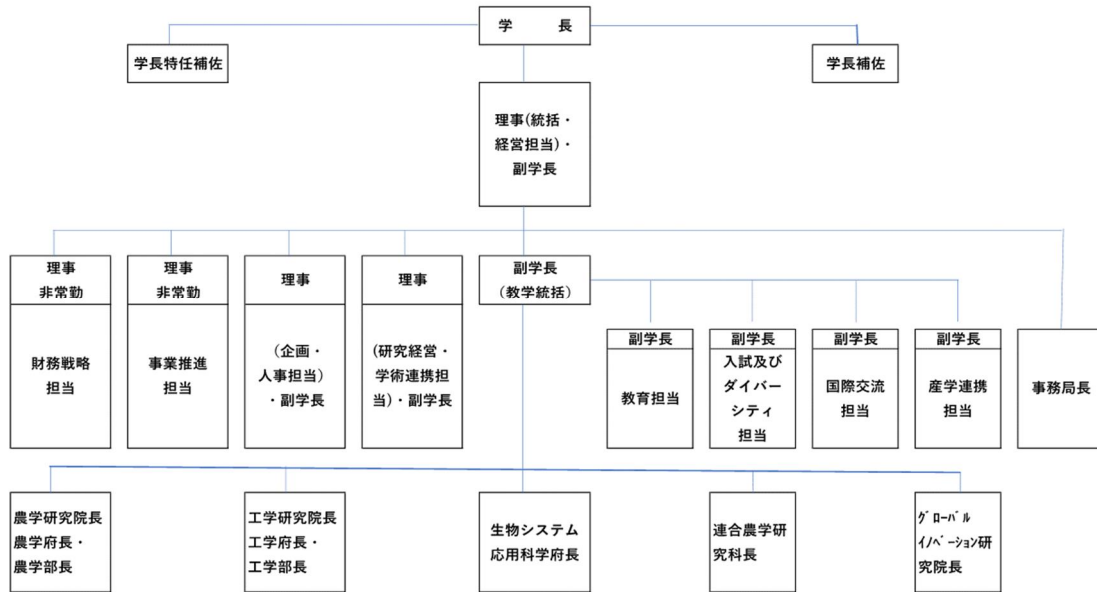 学　　長
学長特任補佐
学長補佐
理事(統括・
経営担当)・
副学長
理事
非常勤
財務戦略
担当
理事
非常勤
事業推進
担当
理事
(企画・
人事担当)
・副学長
理事
(研究経営・
学術連携担
当)・副学長
副学長
(教学統括)
副学長
教育担当
副学長
入試及び
ダイバー
シティ
担当
副学長
国際交流
担当
副学長
産学連携
担当
事務局長
農学研究院長
農学府長・
農学部長
工学研究院長
工学府長・
工学部長
生物システム
応用科学府長
連合農学研
究科長
ｸﾞﾛｰﾊﾞﾙ
ｲﾉﾍﾞｰｼｮﾝ研
究院長